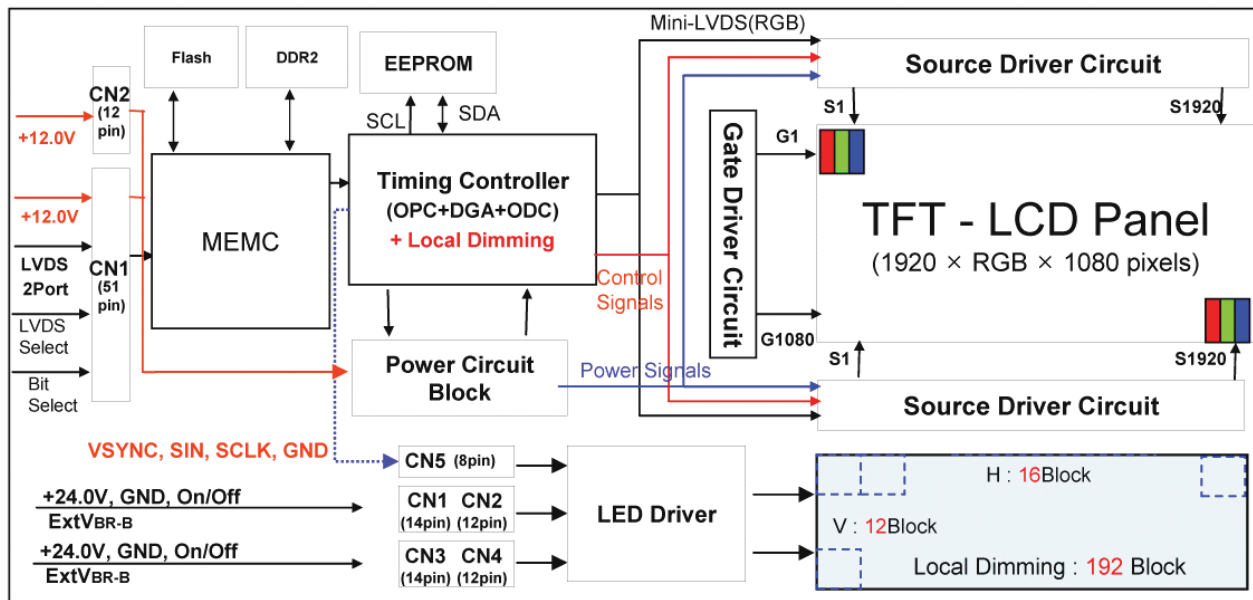 Mini-LVDS(RGB)
Flash
DDR2
EEPROM
Source Driver Circuit
CN2
(12
pin)
+12.0V
SCL
SDA
S1
S1920
G1
Gate Driver Circuit
Timing Controller
(OPC+DGA+ODC)
+ Local Dimming
MEMC
+12.0V
CN1
(51
pin)
LVDS
2Port
LVDS
Select
Bit
Select
TFT - LCD Panel
(1920 × RGB × 1080 pixels)
Control
Signals
G1080
S1
S1920
Power Circuit
Block
Power Signals
Source Driver Circuit
VSYNC, SIN, SCLK, GND
CN5 (8pin)
+24.0V, GND, On/Off
ExtVBR-B
CN1 CN2
(14pin) (12pin)
+24.0V, GND, On/Off
ExtVBR-B
CN3 CN4
(14pin) (12pin)
LED Driver
H : 16Block
V : 12Block
Local Dimming : 192 Block